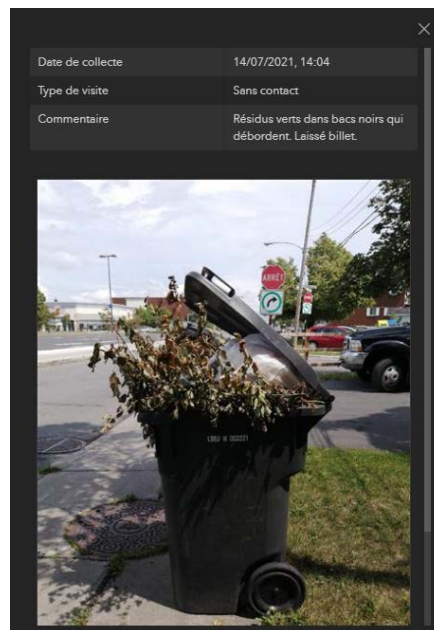 Date de collecte 14/07/2021, 14:04
Type de visite Sans contact
Commentaire Résidus verts dans bacs noirs qui
débordent. Laissé billet.
ARRÊT